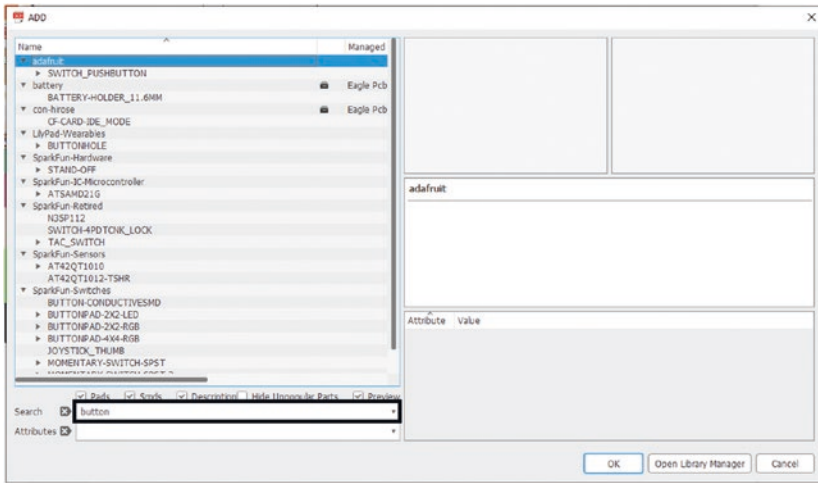 ADD
Name Managed
adafruit
SWITCH_PUSHBUTTON
battery Eagle Pcb
BATTERY-HOLDER_11.6MM
con-hirose Eagle Pcb
CF-CARD-IDE_MODE
LilyPad-Wearables
BUTTONHOLE
SparkFun-Hardware
STAND-OFF
SparkFun-IC-Microcontroller
ATSAMD21G
SparkFun-Retired
N3SP112
SWITCH-4PDTCNK_LOCK
TAC_SWITCH
SparkFun-Sensors
AT42QT1010
AT42QT1012-TSHR
SparkFun-Switches
BUTTON-CONDUCTIVESMD
BUTTONPAD-2X2-LED
BUTTONPAD-2X2-RGB
BUTTONPAD-4X4-RGB
JOYSTICK_THUMB
MOMENTARY-SWITCH-SPST
Pads Smds Description Hide Unpopular Parts Preview
Search button
Attributes
adafruit
Attribute Value
OK Open Library Manager Cancel